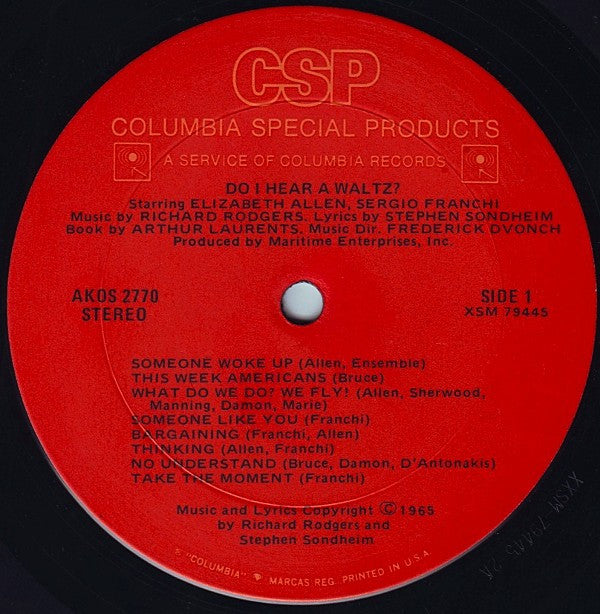 CSP
COLUMBIA SPECIAL PRODUCTS
A SERVICE OF COLUMBIA RECORDS
DO I HEAR A WALTZ?
Starring ELIZABETH ALLEN, SERGIO FRANCHI
Music by RICHARD RODGERS. Lyrics by STEPHEN SONDHEIM
Book by ARTHUR LAURENTS. Music Dir. FREDERICK DVONCH
Produced by Maritime Enterprises, Inc.
AKOS 2770
STEREO
SIDE 1
XSM 79445
SOMEONE WOKE UP (Allen, Ensemble)
THIS WEEK AMERICANS (Bruce)
WHAT DO WE DO? WE FLY! (Allen, Sherwood,
Manning, Damon, Marie)
SOMEONE LIKE YOU (Franchi)
BARGAINING (Franchi, Allen)
THINKING (Allen, Franchi)
NO UNDERSTAND (Bruce, Damon, D'Antonakis)
TAKE THE MOMENT (Franchi)
Music and Lyrics Copyright © 1965
by Richard Rodgers and
Stephen Sondheim
"COLUMBIA" MARCAS REG. PRINTED IN U.S.A